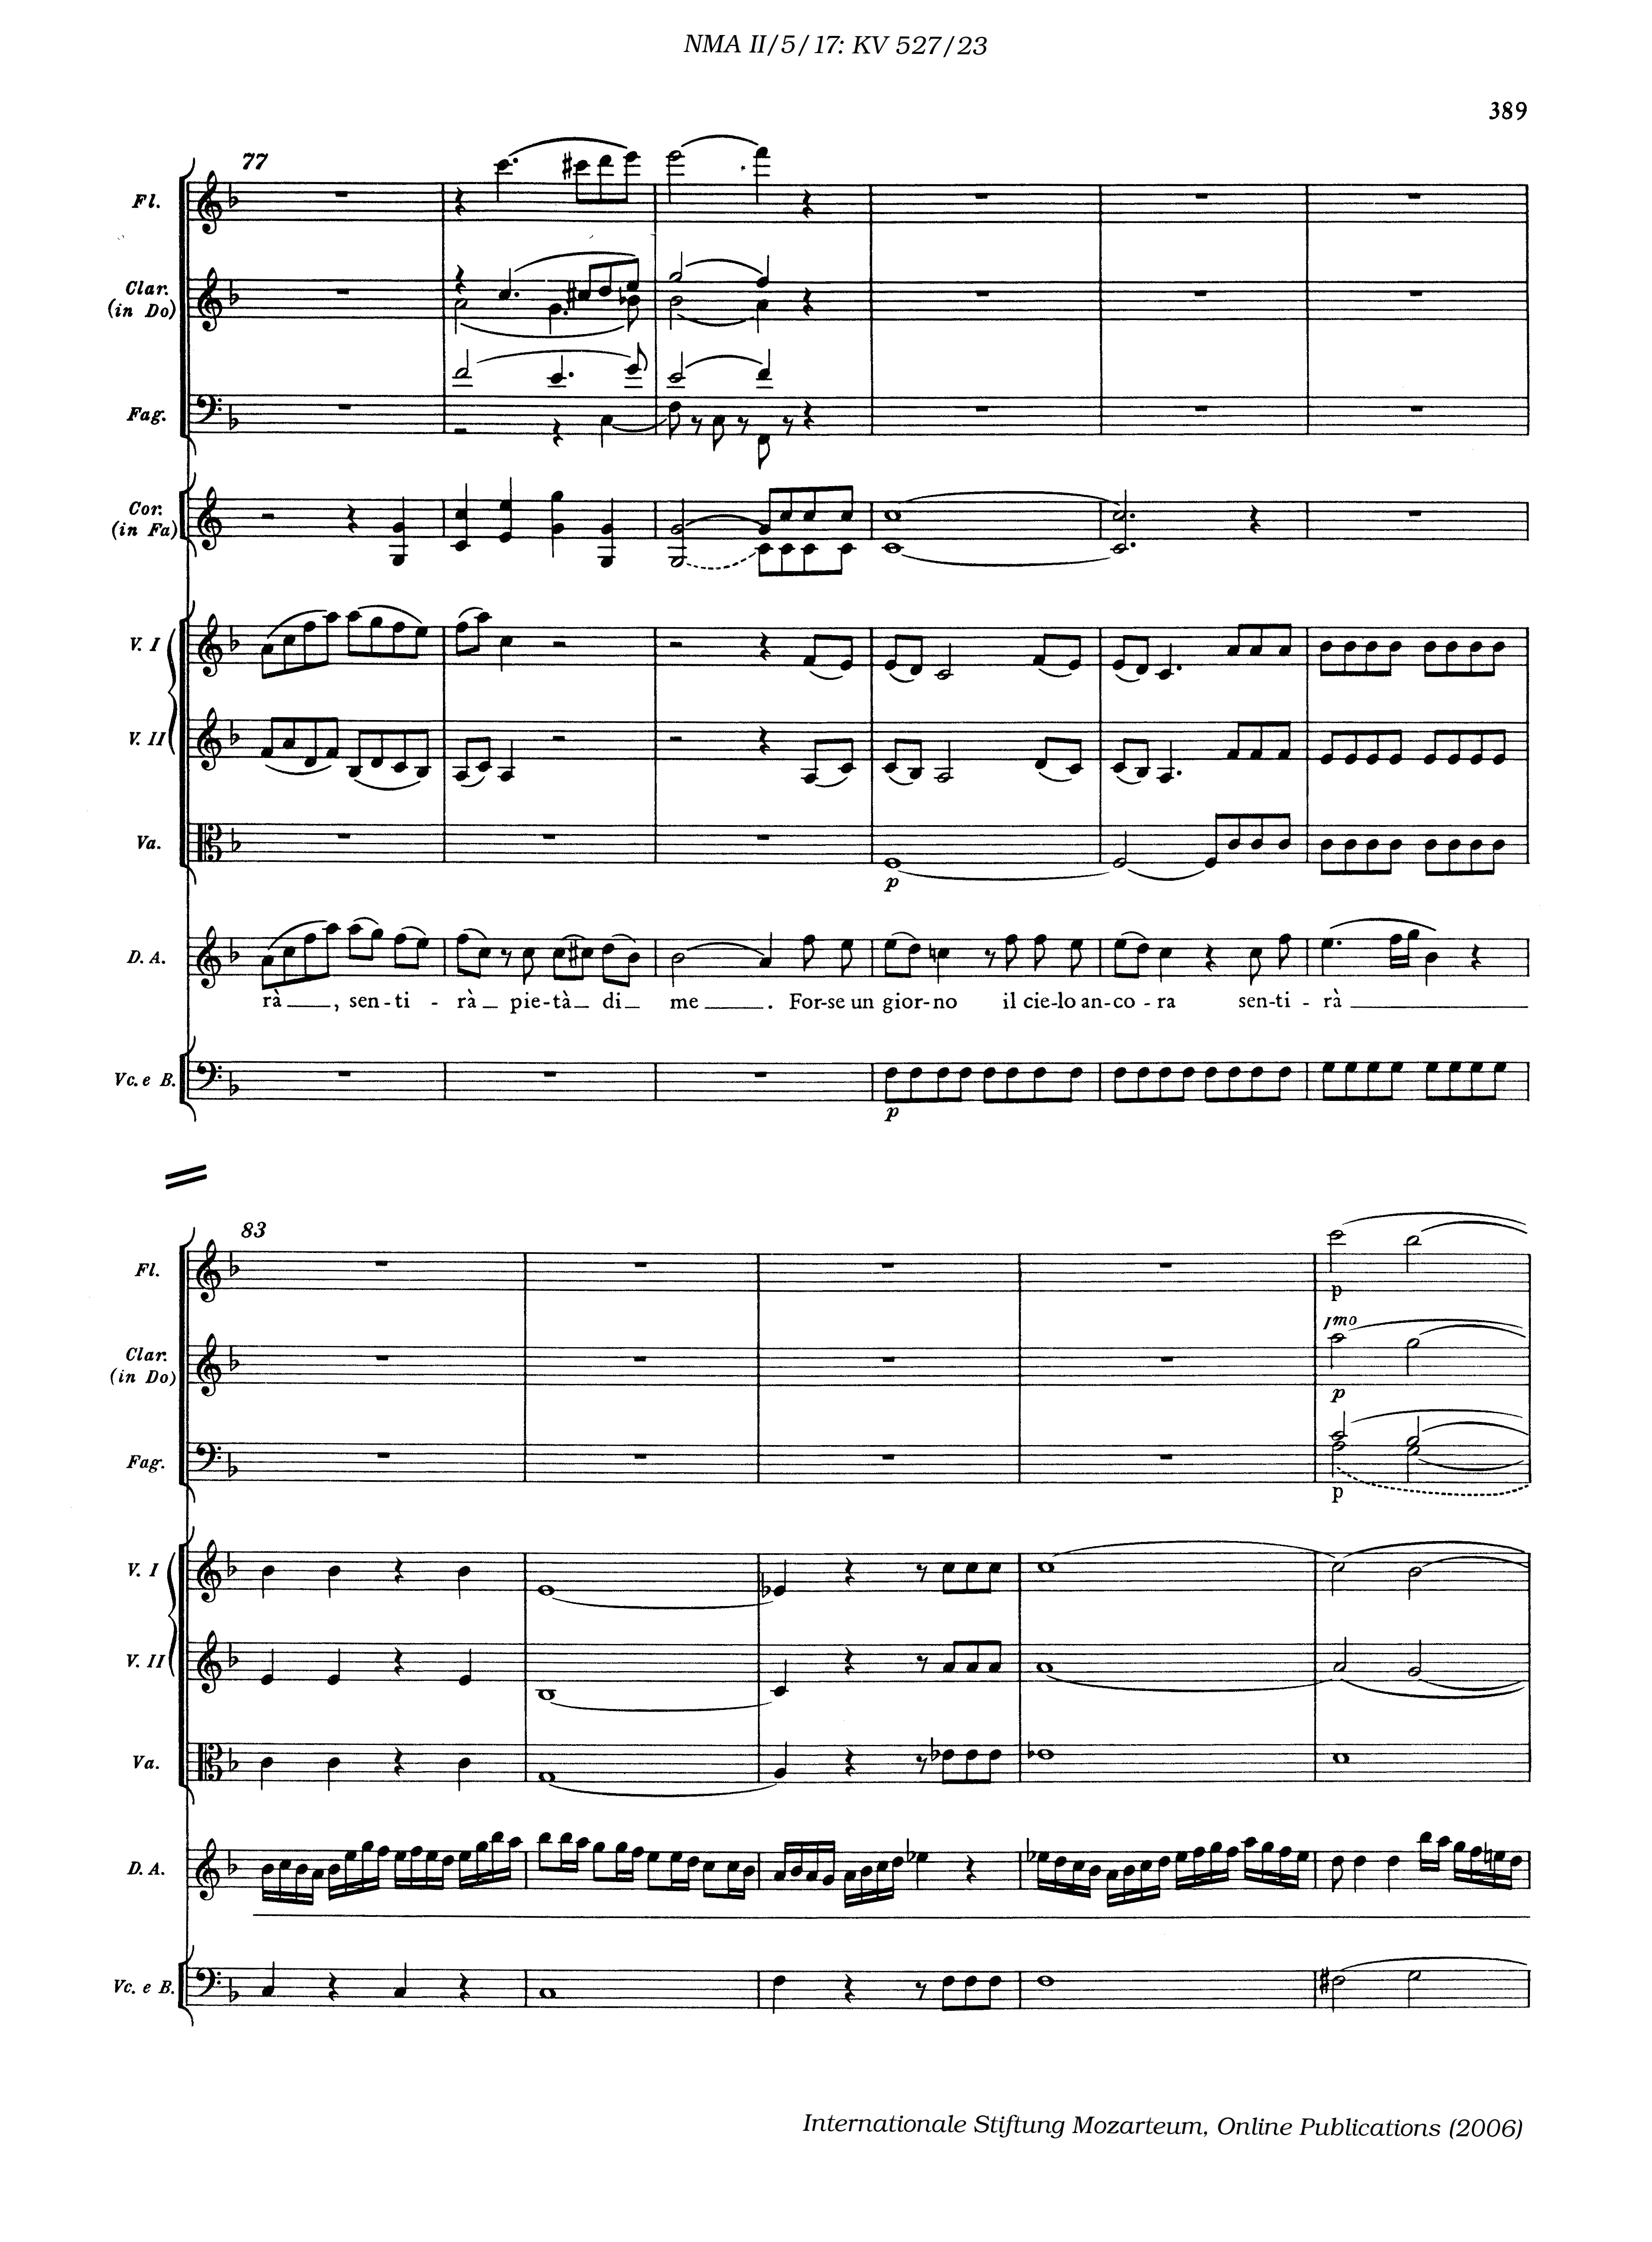 NMA II/5/17: KV 527/23
389
77
Fl.
Clar.
(in Do)
Fag.
Cor.
(in Fa)
V. I
V. II
Va.
p
D. A.
rà , sen - ti - rà pie - tà di me . For - se un gior - no il cie - lo an - co - ra sen - ti - rà
Vc. e B.
p
83
Fl.
p
Clar.
(in Do)
1mo
p
Fag.
p
V. I
V. II
Va.
D. A.
Vc. e B.
Internationale Stiftung Mozarteum, Online Publications (2006)